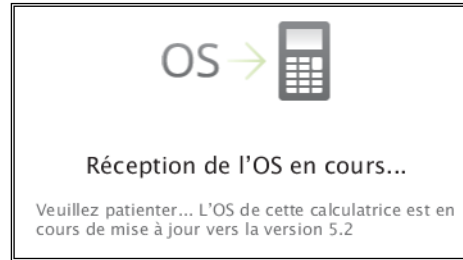 OS
Réception de l'OS en cours...
Veuillez patienter... L'OS de cette calculatrice est en
cours de mise à jour vers la version 5.2